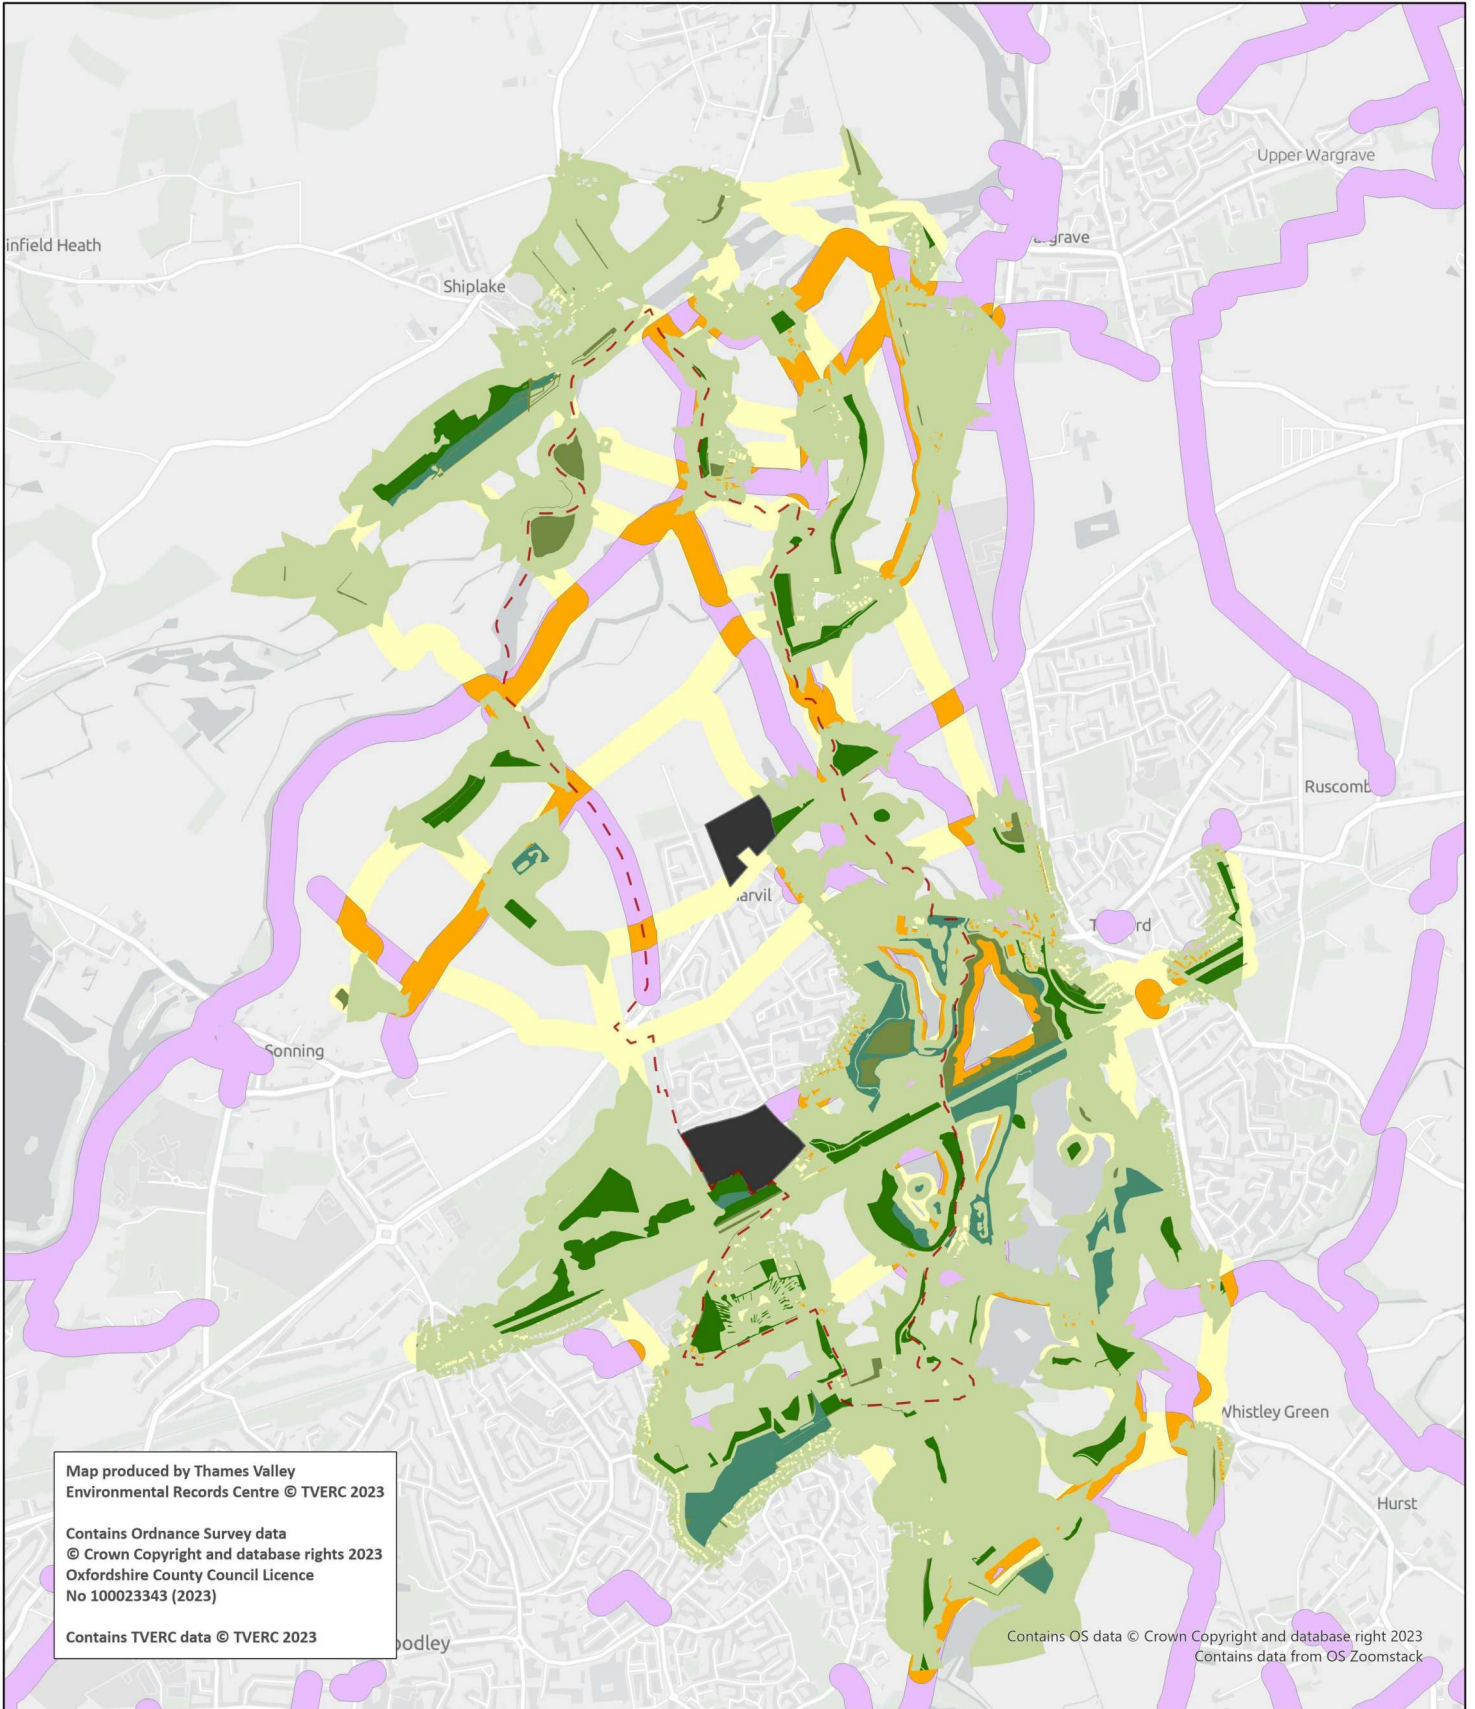 Upper Wargrave
infield Heath
argrave
Shiplake
Ruscomb
arvil
T   rd
Sonning
Whistley Green
Hurst
Map produced by Thames Valley
Environmental Records Centre © TVERC 2023
Contains Ordnance Survey data
© Crown Copyright and database rights 2023
Oxfordshire County Council Licence
No 100023343 (2023)
Contains TVERC data © TVERC 2023
oodley
Contains OS data © Crown Copyright and database right 2023
Contains data from OS Zoomstack